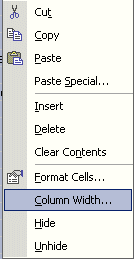 Cut
Copy
Paste
Paste Special...
Insert
Delete
Clear Contents
Format Cells...
Column Width...
Hide
Unhide